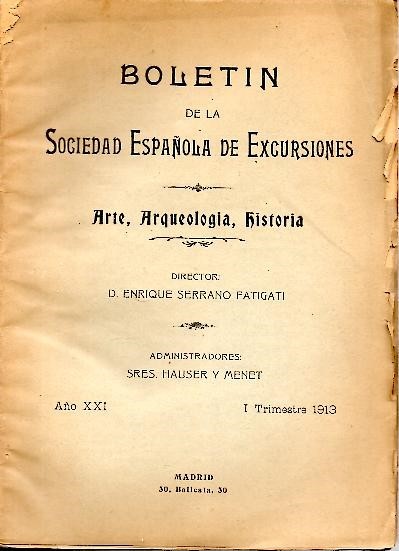 BOLETIN
DE LA
SOCIEDAD ESPAÑOLA DE EXCURSIONES
Arte, Arqueología, Historia
DIRECTOR:
D. ENRIQUE SERRANO FATIGATI
ADMINISTRADORES:
SRES. HAUSER Y MENET
Año XXI I Trimestre 1913
MADRID
30, Ballesta, 30